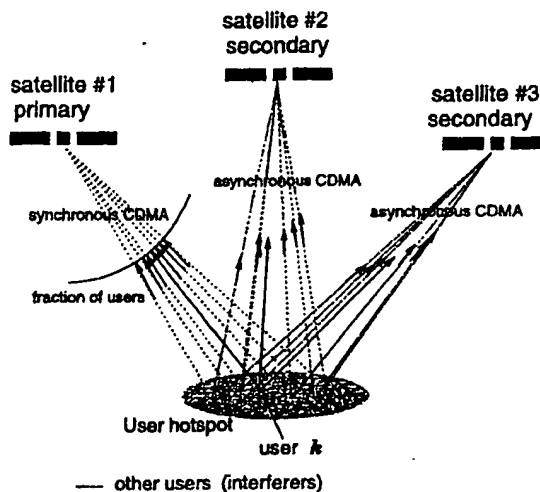 satellite #2
secondary
satellite #1
primary
satellite #3
secondary
asynchronous CDMA
synchronous CDMA
asynchronous CDMA
fraction of users
User hotspot
user k
other users (interferers)